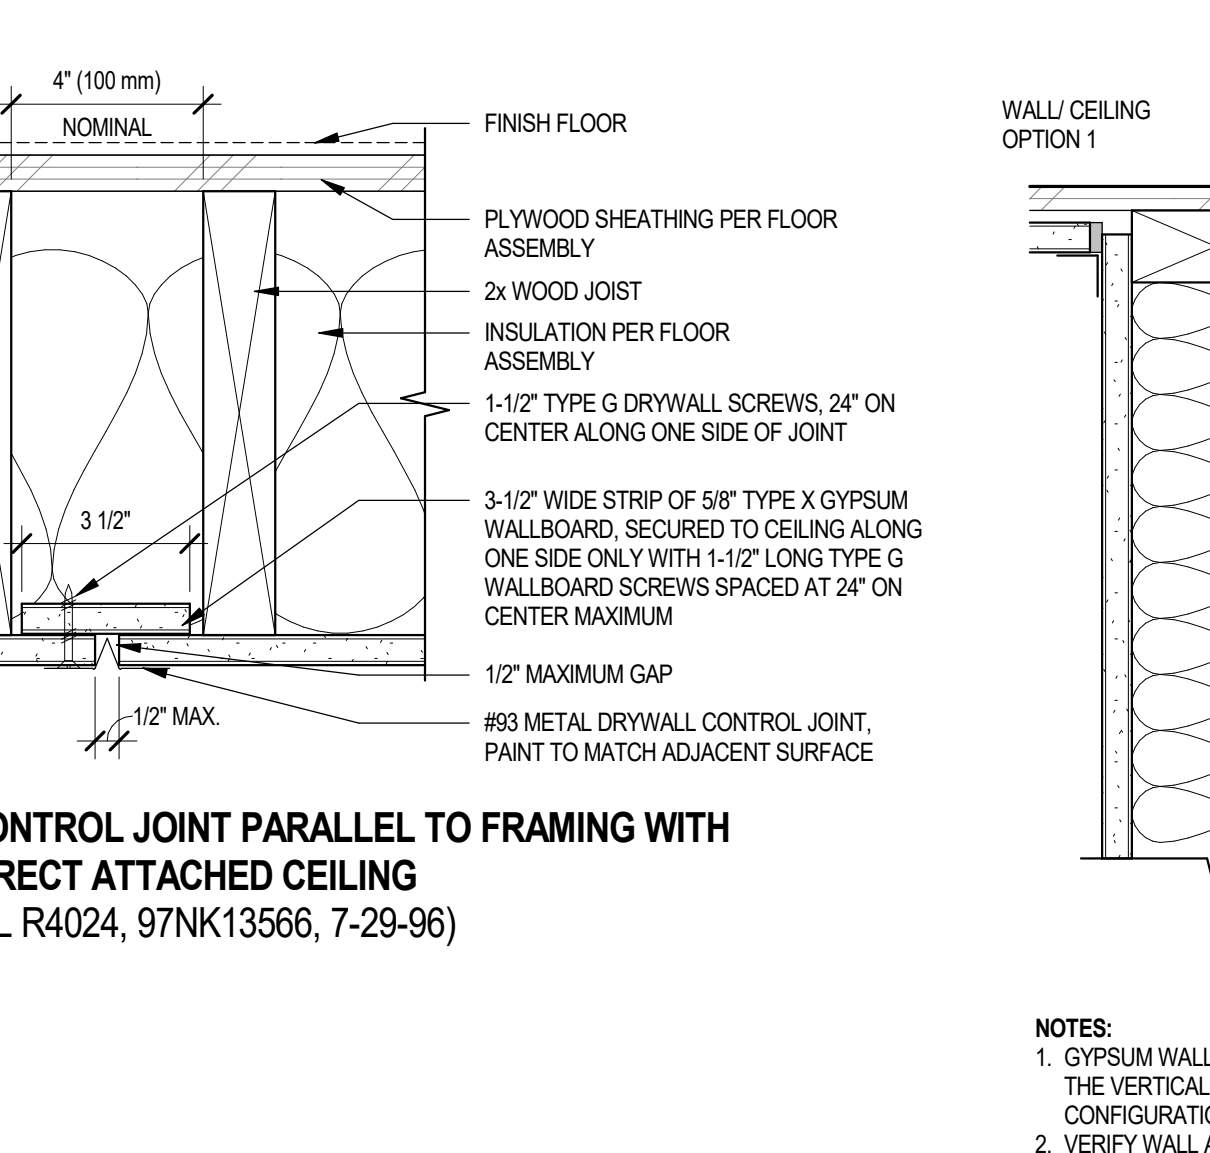 4" (100 mm)
NOMINAL
FINISH FLOOR
PLYWOOD SHEATHING PER FLOOR
ASSEMBLY
2x WOOD JOIST
INSULATION PER FLOOR
ASSEMBLY
1-1/2" TYPE G DRYWALL SCREWS, 24" ON
CENTER ALONG ONE SIDE OF JOINT
3 1/2"
3-1/2" WIDE STRIP OF 5/8" TYPE X GYPSUM
WALLBOARD, SECURED TO CEILING ALONG
ONE SIDE ONLY WITH 1-1/2" LONG TYPE G
WALLBOARD SCREWS SPACED AT 24" ON
CENTER MAXIMUM
1/2" MAXIMUM GAP
1/2" MAX.
#93 METAL DRYWALL CONTROL JOINT,
PAINT TO MATCH ADJACENT SURFACE
JOINT PARALLEL TO FRAMING WITH
ATTACHED CEILING
R4024, 97NK13566, 7-29-96)
WALL/ CEILING
OPTION 1
NOTES:
1. GYPSUM
THE VERTICAL
2. VERIFY WALL